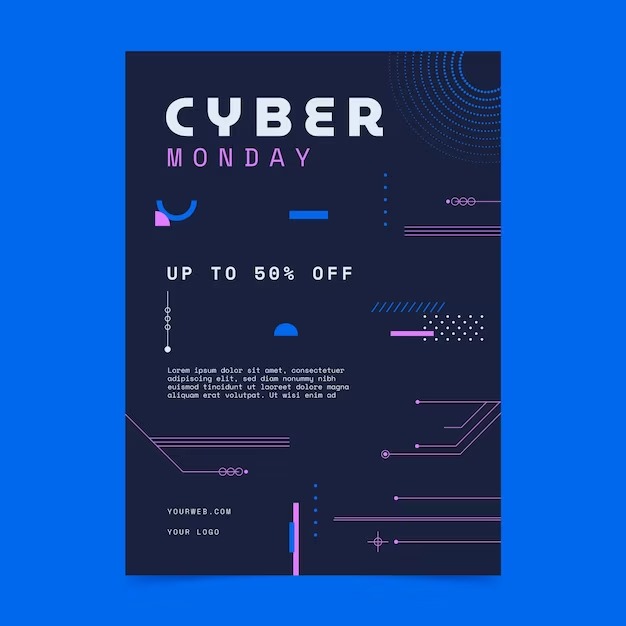 CYBER
MONDAY
UP TO 50% OFF
Lorem ipsum dolor sit amet, consectetuer
adipiscing elit, sed diam nonummy nibh
euismod tincidunt ut laoreet dolore magna
aliquam erat volutpat. Ut wisi enim ad
YOURWEB.COM
YOUR LOGO